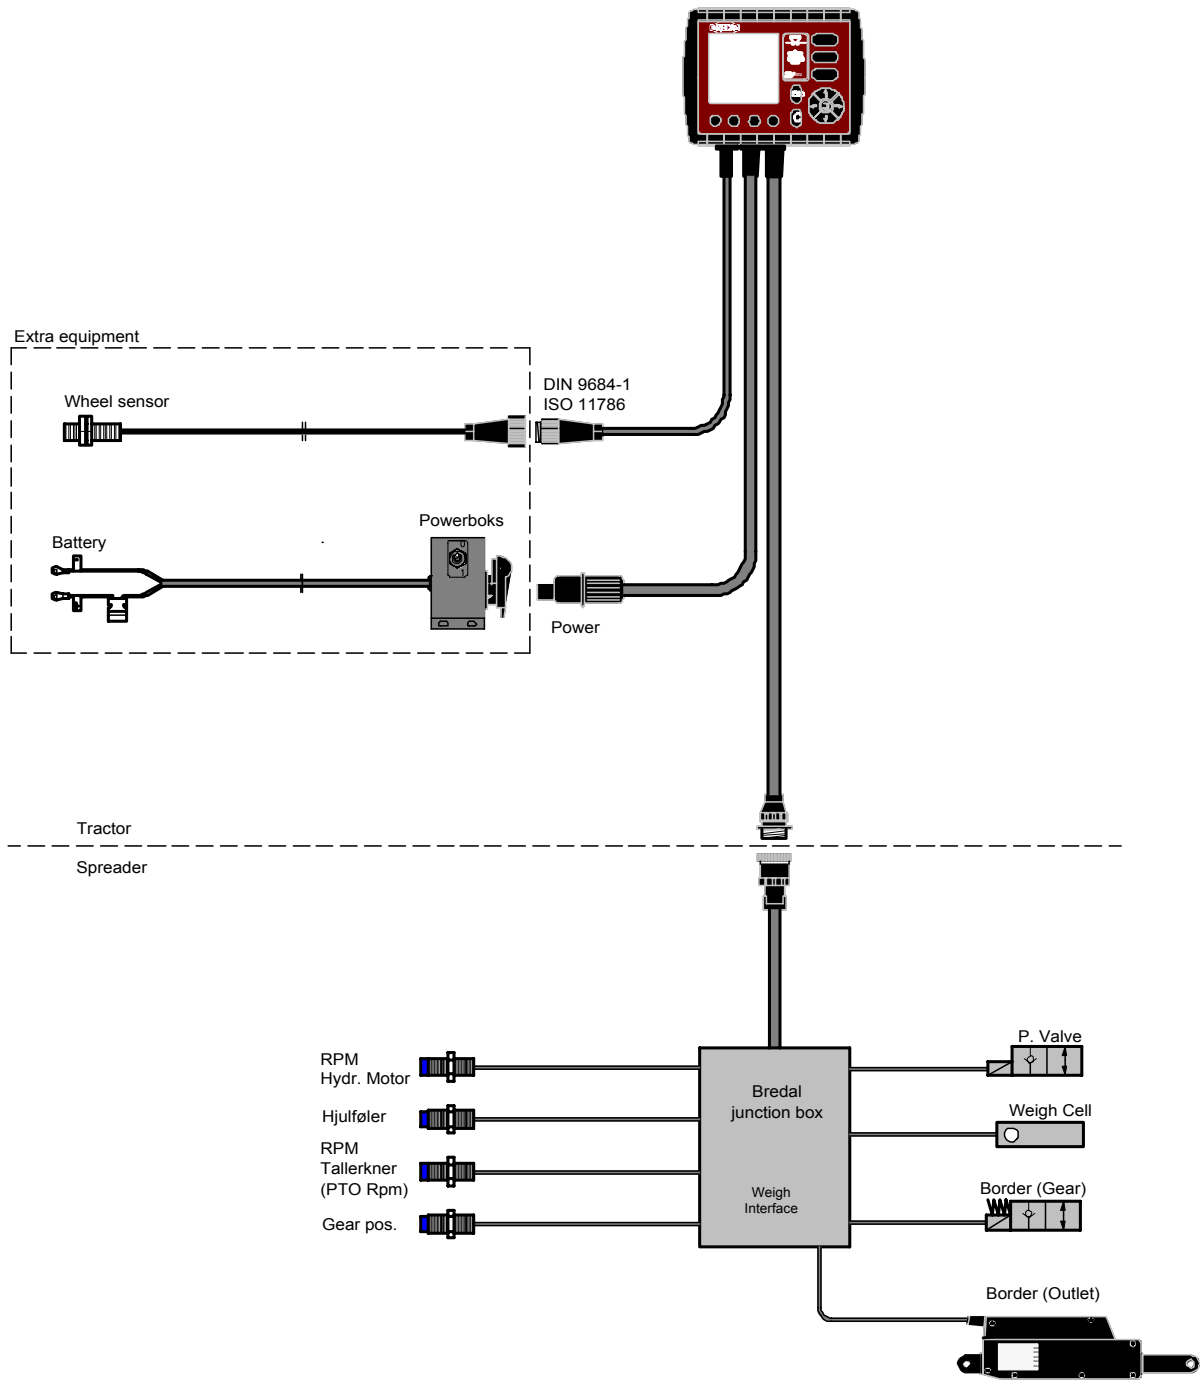 Extra equipment
DIN 9684-1
ISO 11786
Wheel sensor
Powerboks
Battery
Power
Tractor
Spreader
P. Valve
RPM
Hydr. Motor
Bredal
junction box
Hjulføler
Weigh Cell
RPM
Tallerkner
(PTO Rpm)
Weigh
Interface
Border (Gear)
Gear pos.
Border (Outlet)